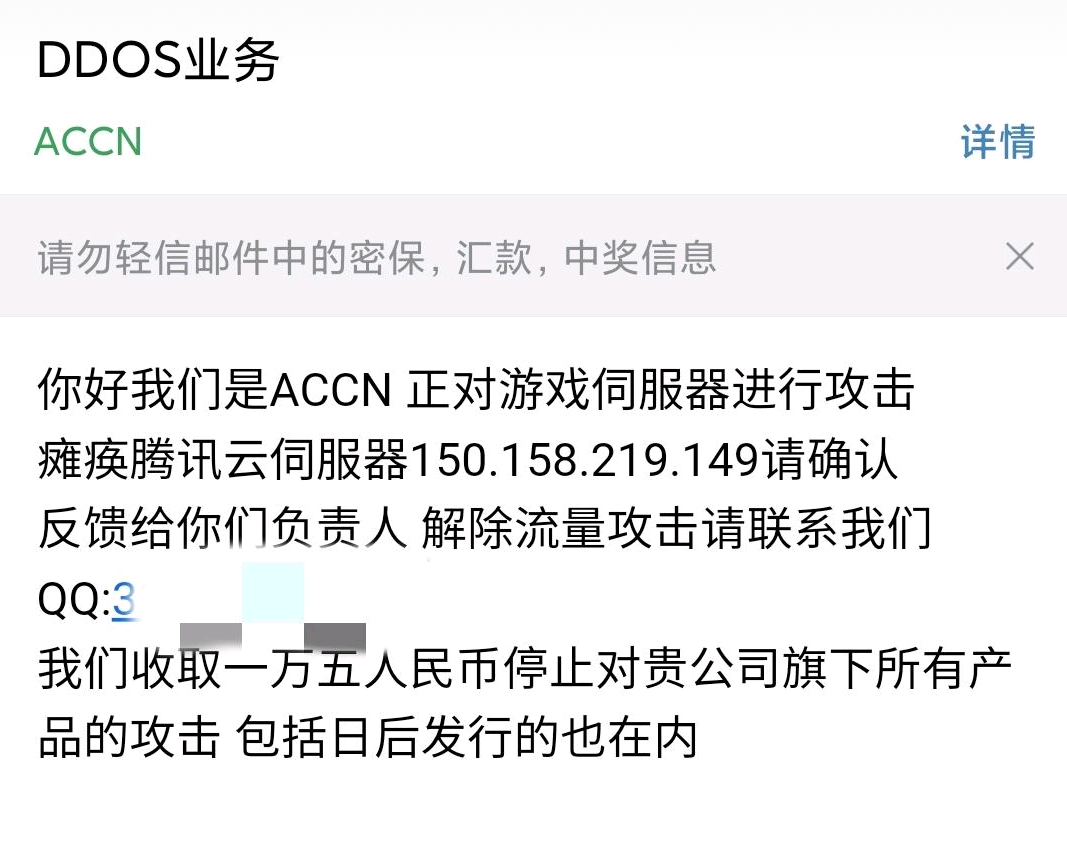 DDOS业务
ACCN 详情
请勿轻信邮件中的密保, 汇款, 中奖信息
你好我们是ACCN 正对游戏伺服器进行攻击
瘫痪腾讯云伺服器150.158.219.149请确认
反馈给你们负责人 解除流量攻击请联系我们
QQ:3
我们收取一万五人民币停止对贵公司旗下所有产
品的攻击 包括日后发行的也在内